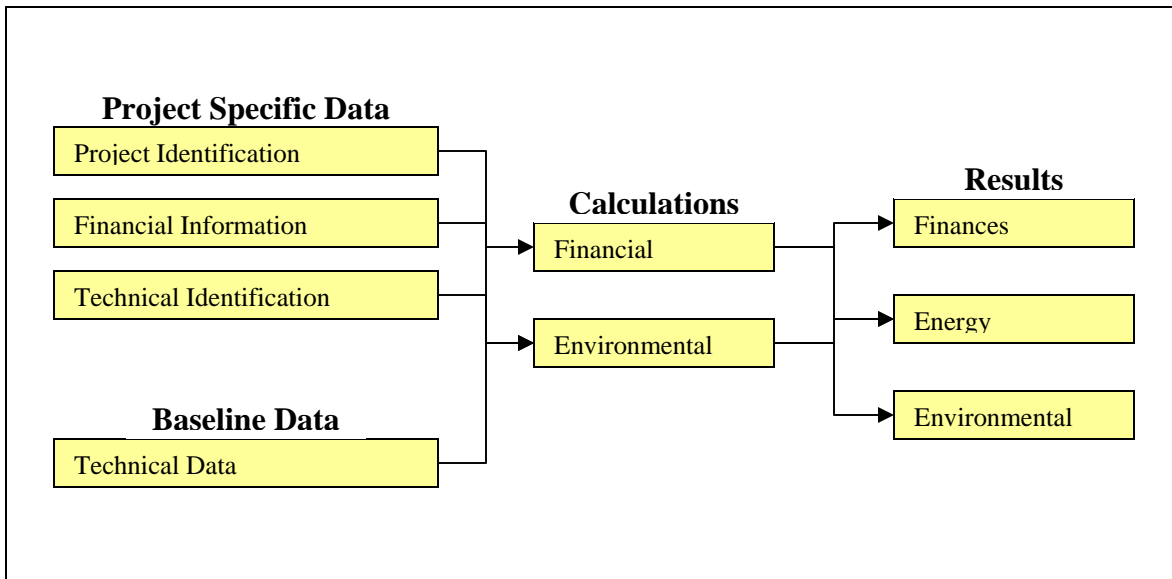 Project Specific Data
Project Identification
Financial Information
Technical Identification
Baseline Data
Technical Data
Calculations
Financial
Environmental
Results
Finances
Energy
Environmental